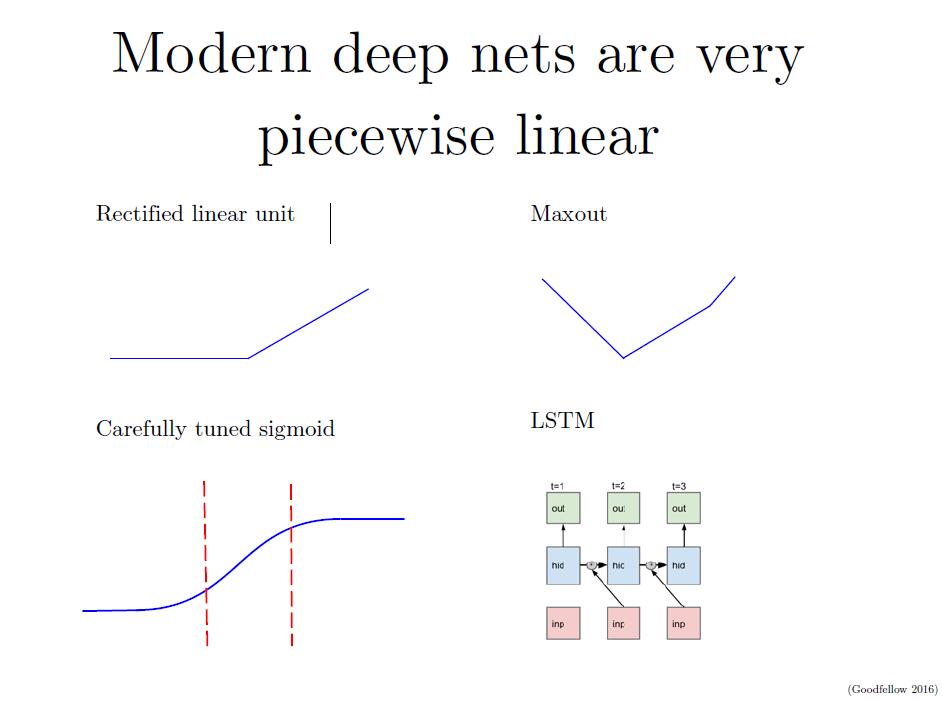 Modern deep nets are very
piecewise linear
Rectified linear unit
Maxout
Carefully tuned sigmoid
LSTM
t=1 t=2 t=3
out out out
hid hid hid
inp inp inp
(Goodfellow 2016)